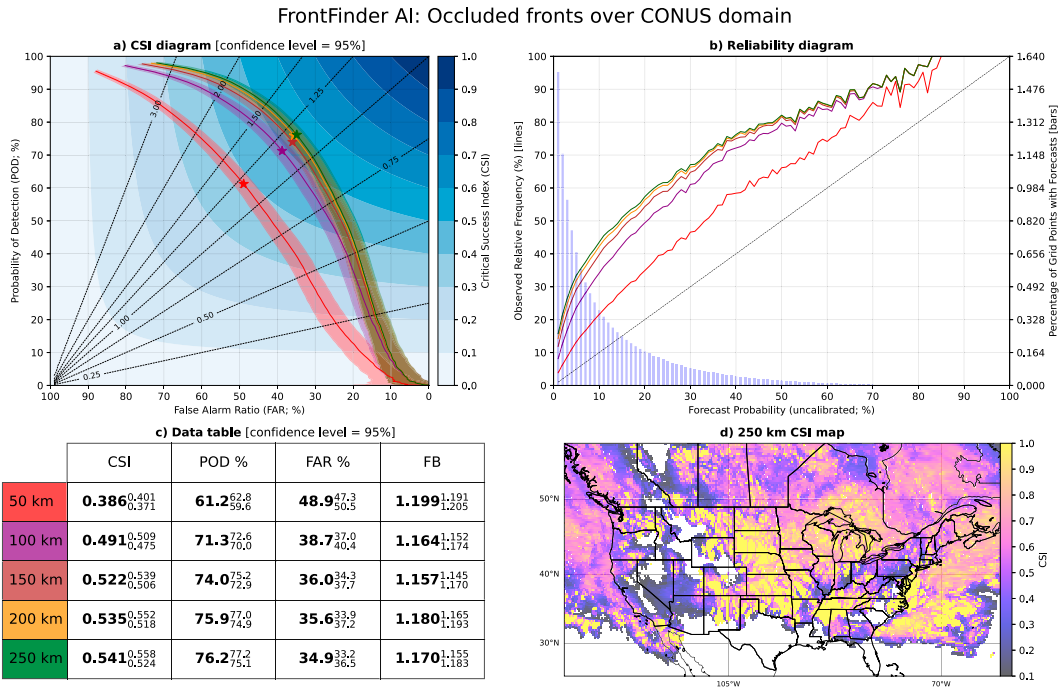 FrontFinder AI: Occluded fronts over CONUS domain
a) CSI diagram [confidence level = 95%]
100
90
80
70
60
50
40
30
20
10
0
Probability of Detection (POD; %)
3.00
2.00
1.50
1.25
1.00
0.75
0.50
0.25
100 90 80 70 60 50 40 30 20 10 0
False Alarm Ratio (FAR; %)
1.0
0.9
0.8
0.7
0.6
0.5
0.4
0.3
0.2
0.1
0.0
Critical Success Index (CSI)
b) Reliability diagram
100
90
80
70
60
50
40
30
20
10
0
Observed Relative Frequency (%) [lines]
0 10 20 30 40 50 60 70 80 90 100
Forecast Probability (uncalibrated; %)
1.640
1.476
1.312
1.148
0.984
0.820
0.656
0.492
0.328
0.164
0.000
Percentage of Grid Points with Forecasts [bars]
c) Data table [confidence level = 95%]
CSI POD % FAR % FB
50 km 0.386 0.401 0.371 61.2 62.8 59.6 48.9 47.3 50.5 1.199 1.191 1.205
100 km 0.491 0.509 0.475 71.3 72.6 70.0 38.7 37.0 40.4 1.164 1.152 1.174
150 km 0.522 0.539 0.506 74.0 75.2 72.9 36.0 34.3 37.7 1.157 1.145 1.170
200 km 0.535 0.552 0.518 75.9 77.0 74.9 35.6 33.9 37.2 1.180 1.165 1.193
250 km 0.541 0.558 0.524 76.2 77.2 75.1 34.9 33.2 36.5 1.170 1.155 1.183
d) 250 km CSI map
50°N
40°N
30°N
105°W 70°W
1.0
0.9
0.8
0.7
0.6
0.5
0.4
0.3
0.2
0.1
CSI